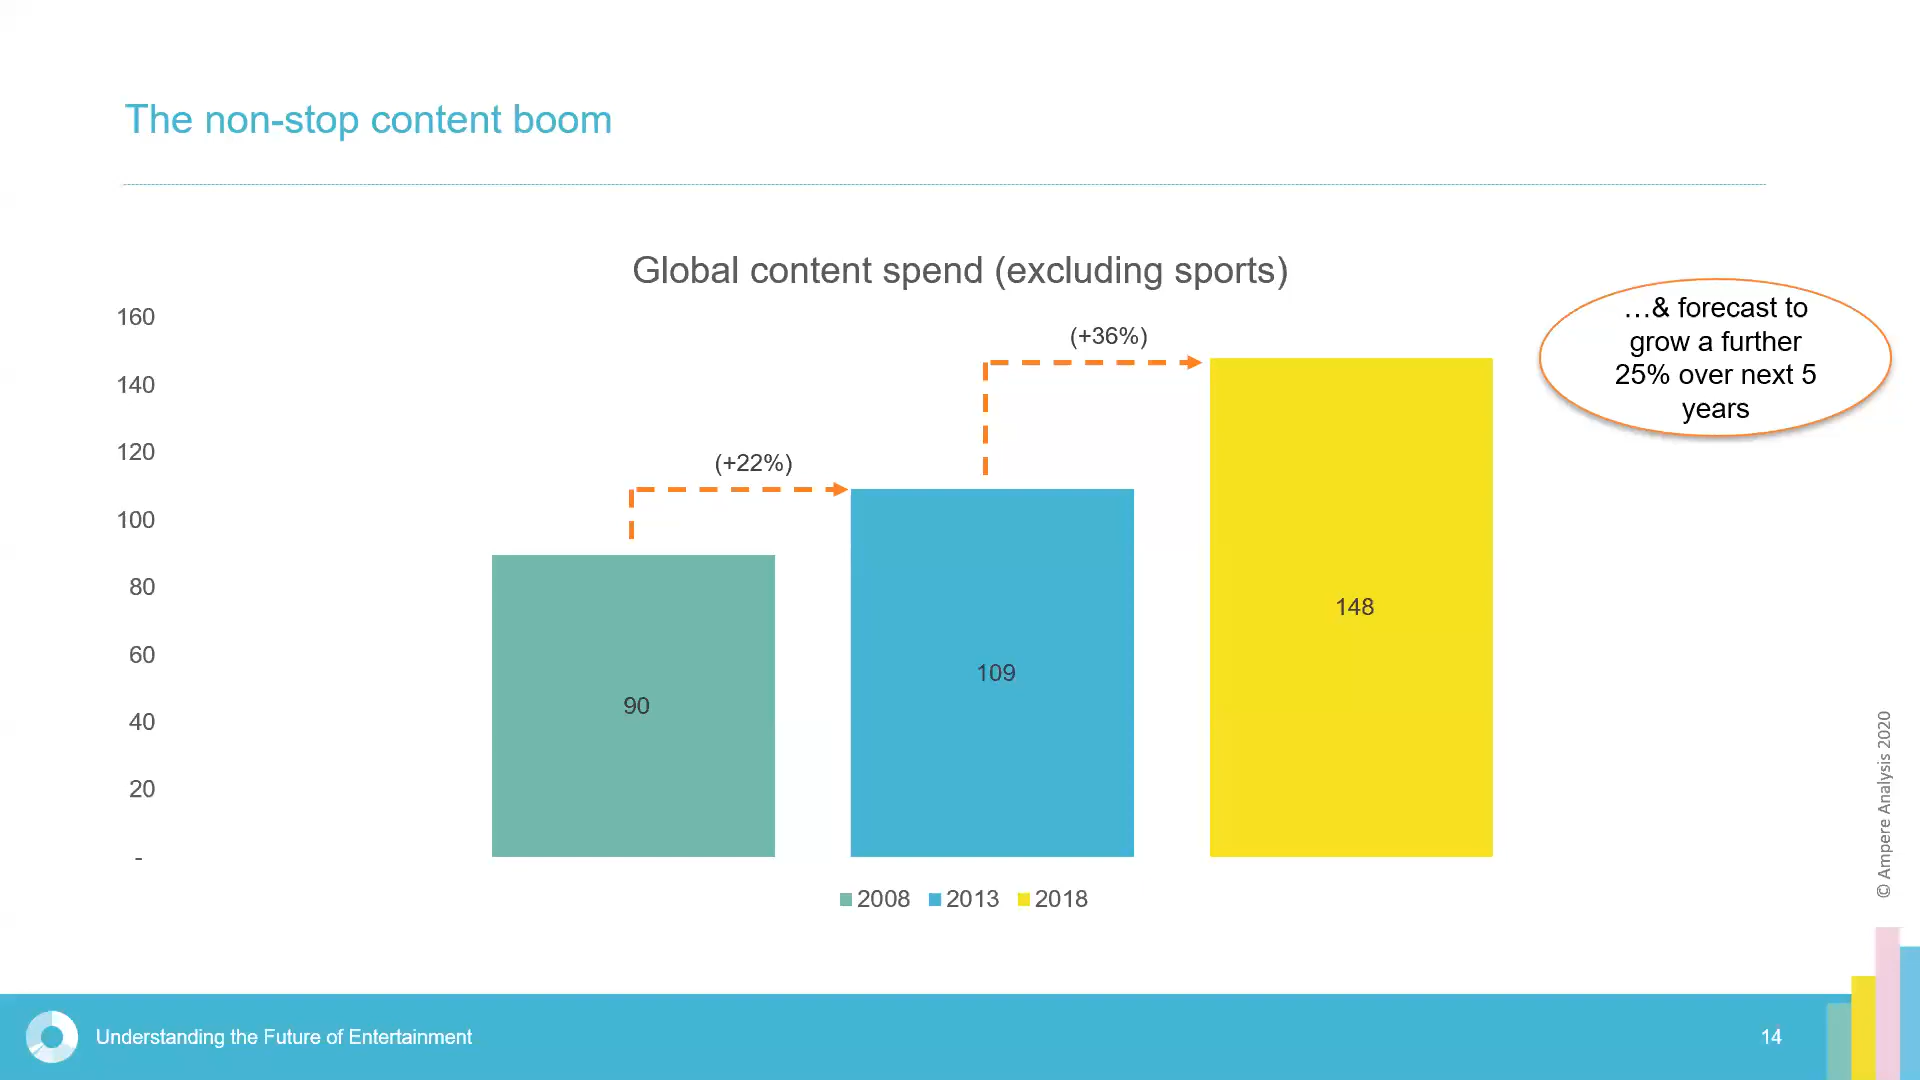 The non-stop content boom
Global content spend (excluding sports)
…& forecast to
grow a further
25% over next 5
years
160
140
120
100
80
60
40
20
-
(+22%)
(+36%)
90
109
148
2008 2013 2018
© Ampere Analysis 2020
Understanding the Future of Entertainment
14